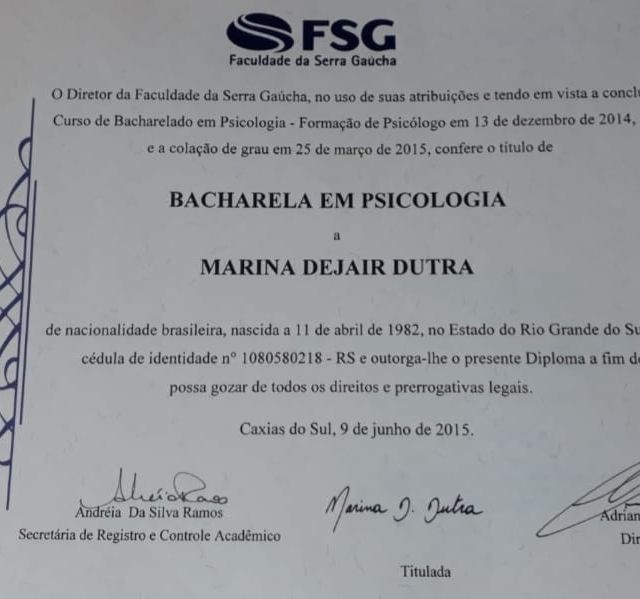 FSG
Faculdade da Serra Gaúcha
O Diretor da Faculdade da Serra Gaúcha, no uso de suas atribuições e tendo em vista a conclu
Curso de Bacharelado em Psicologia - Formação de Psicólogo em 13 de dezembro de 2014,
e a colação de grau em 25 de março de 2015, confere o título de
BACHARELA EM PSICOLOGIA
a
MARINA DEJAIR DUTRA
de nacionalidade brasileira, nascida a 11 de abril de 1982, no Estado do Rio Grande do Su
cédula de identidade nº 1080580218 - RS e outorga-lhe o presente Diploma a fim de
possa gozar de todos os direitos e prerrogativas legais.
Caxias do Sul, 9 de junho de 2015.
Marina D. Dutra
Andréia Da Silva Ramos
Adrian
Secretária de Registro e Controle Acadêmico
Dir
Titulada